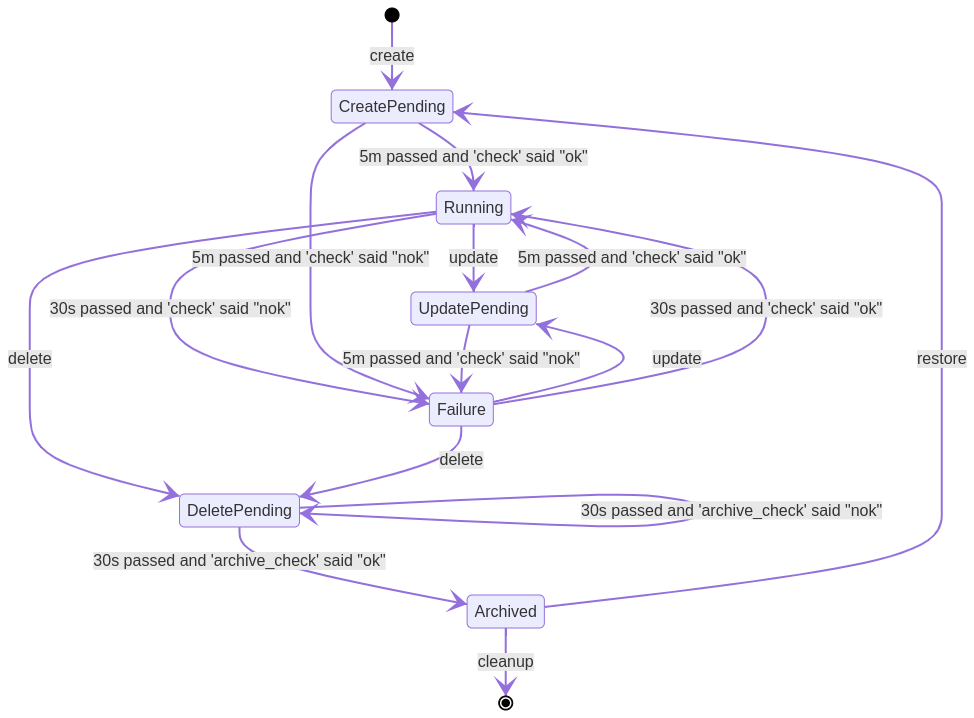 create
CreatePending
5m passed and 'check' said "ok"
Running
5m passed and 'check' said "nok"
update
5m passed and 'check' said "ok"
30s passed and 'check' said "nok"
UpdatePending
30s passed and 'check' said "ok"
delete
5m passed and 'check' said "nok"
update
restore
Failure
delete
DeletePending
30s passed and 'archive_check' said "nok"
30s passed and 'archive_check' said "ok"
Archived
cleanup